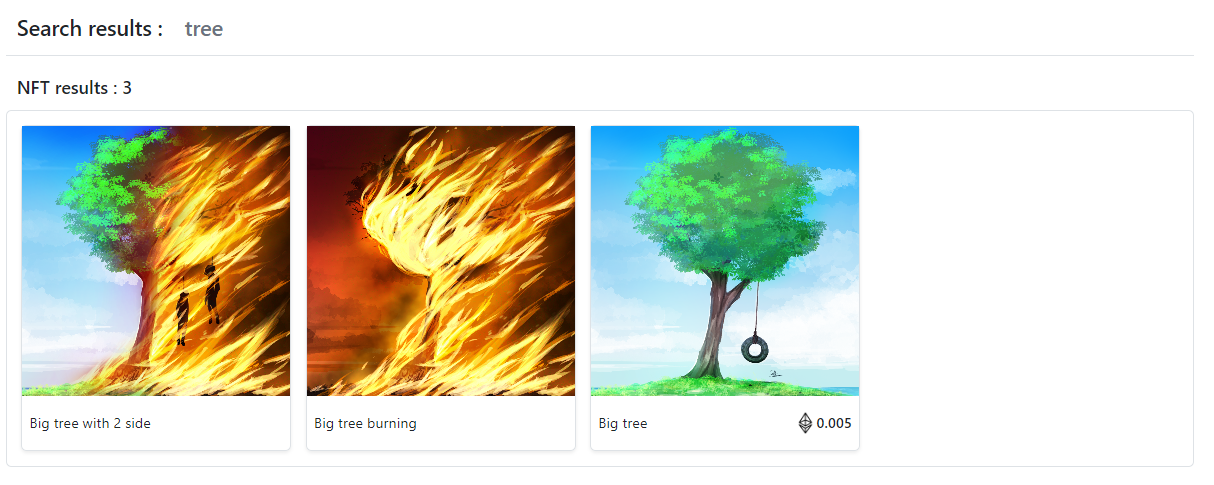 Search results : tree
NFT results : 3
Big tree with 2 side
Big tree burning
Big tree 0.005